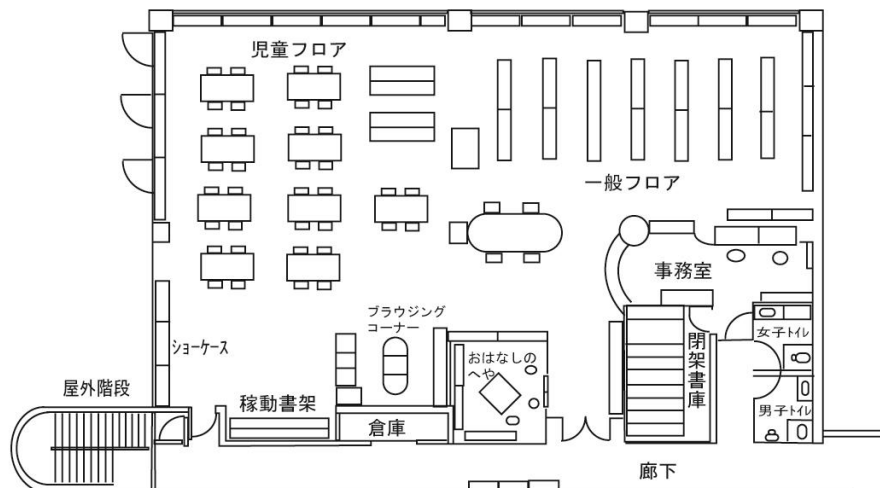 児童フロア
一般フロア
事務室
ブラウジング
コーナー
ショーケース
おはなしの
へや
閉架書庫
女子トイレ
屋外階段
稼動書架
倉庫
男子トイレ
廊下